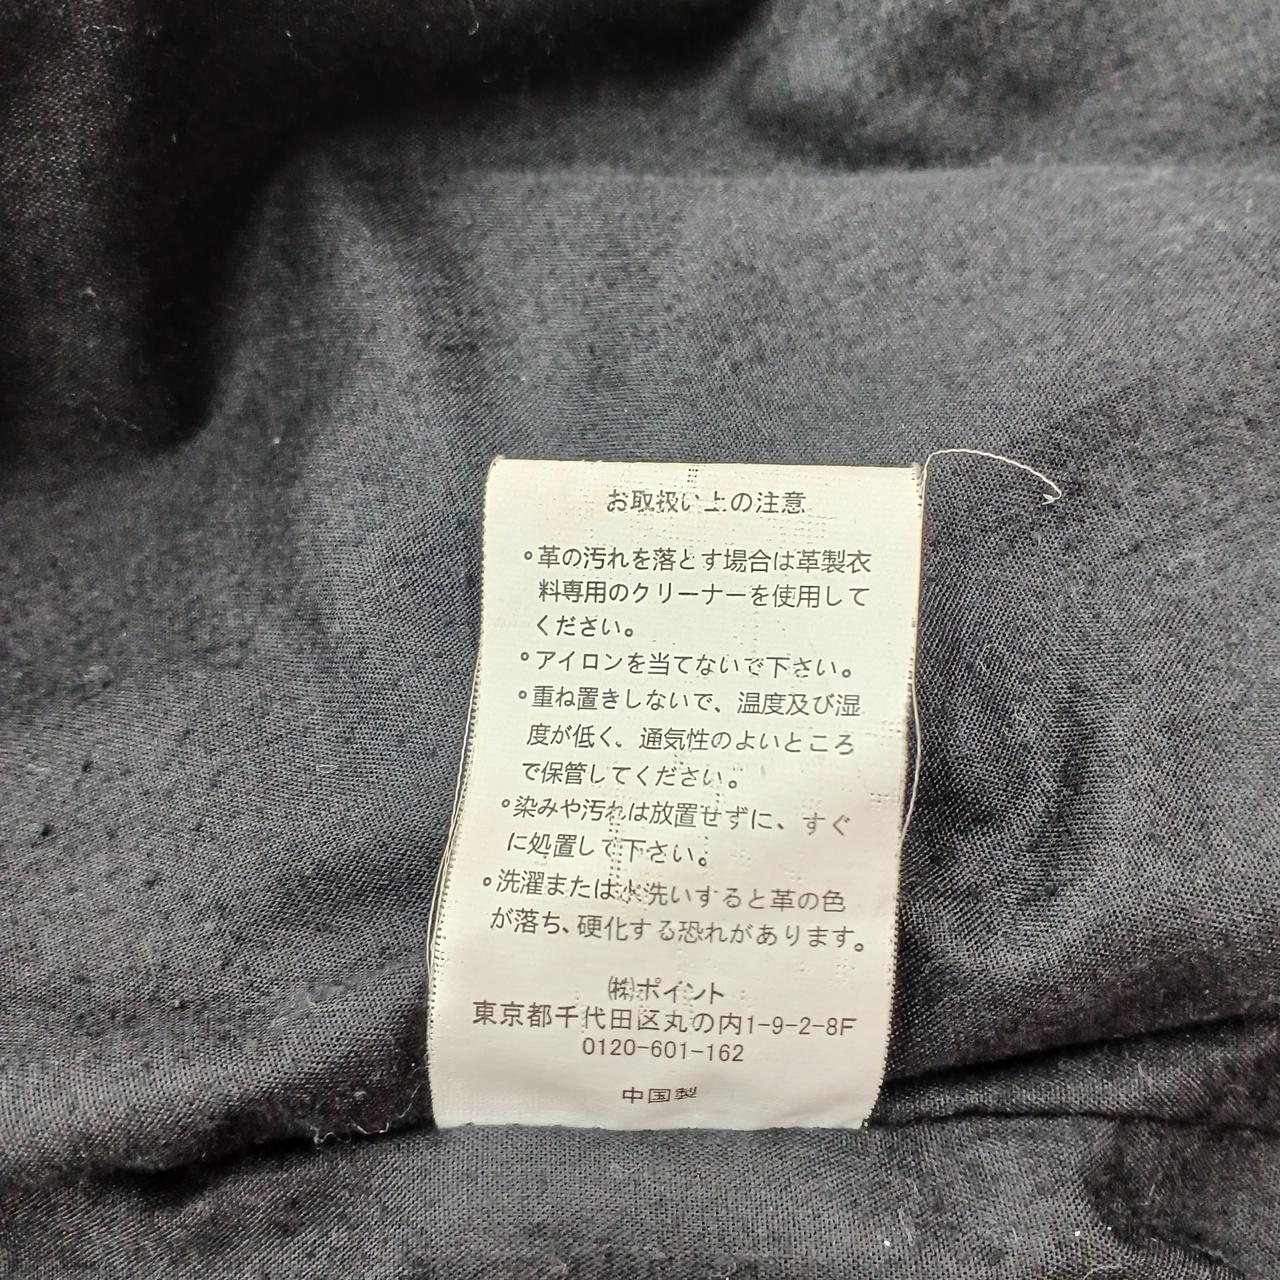 お取扱い上の注意
°革の汚れを落とす場合は革製衣
料専用のクリーナーを使用して
ください。
°アイロンを当てないで下さい。
°重ね置きしないで、温度及び湿
度が低く、通気性のよいところ
で保管してください。
°染みや汚れは放置せずに、すぐ
に処置して下さい。
°洗濯または水洗いすると革の色
が落ち、硬化する恐れがあります。
㈱ポイント
東京都千代田区丸の内1-9-2-8F
0120-601-162
中国製